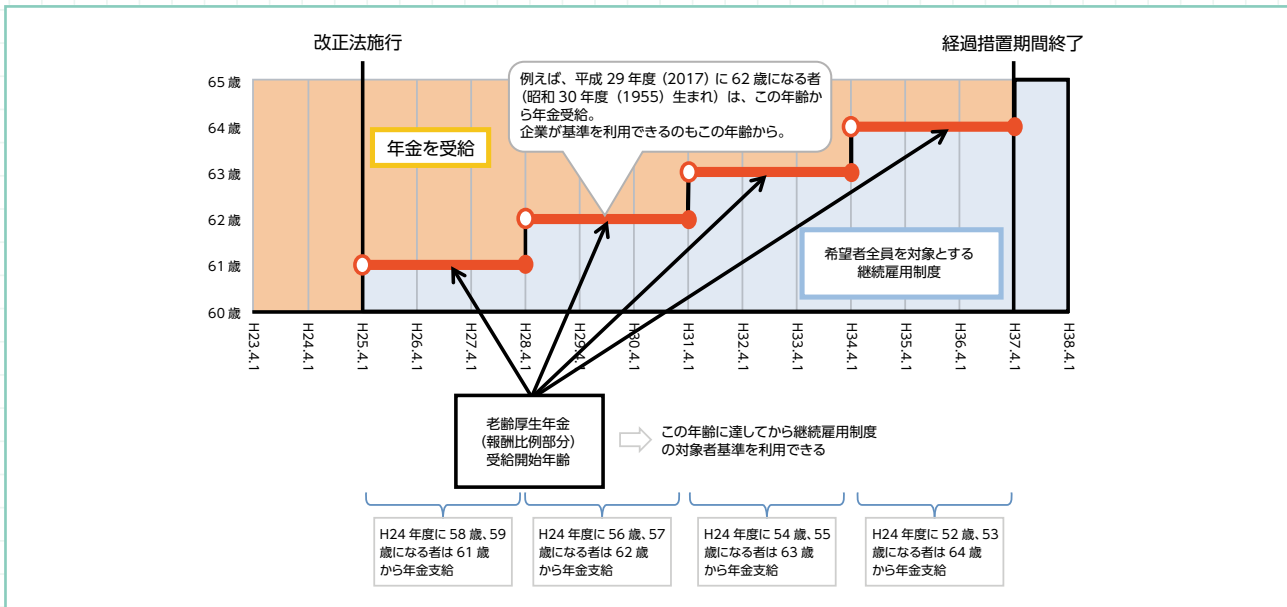 改正法施行
経過措置期間終了
65 歳
64 歳
63 歳
62 歳
61 歳
60 歳
例えば、平成 29 年度（2017）に 62 歳になる者
（昭和 30 年度（1955）生まれ）は、この年齢か
ら年金受給。
企業が基準を利用できるのもこの年齢から。
年金を受給
希望者全員を対象とする
継続雇用制度
H23.4.1
H24.4.1
H25.4.1
H26.4.1
H27.4.1
H28.4.1
H29.4.1
H30.4.1
H31.4.1
H32.4.1
H33.4.1
H34.4.1
H35.4.1
H36.4.1
H37.4.1
H38.4.1
老齢厚生年金
（報酬比例部分）
受給開始年齢
この年齢に達してから継続雇用制度
の対象者基準を利用できる
H24 年度に 58 歳、59
歳になる者は 61 歳
から年金支給
H24 年度に 56 歳、57
歳になる者は 62 歳
から年金支給
H24 年度に 54 歳、55
歳になる者は 63 歳
から年金支給
H24 年度に 52 歳、53
歳になる者は 64 歳
から年金支給